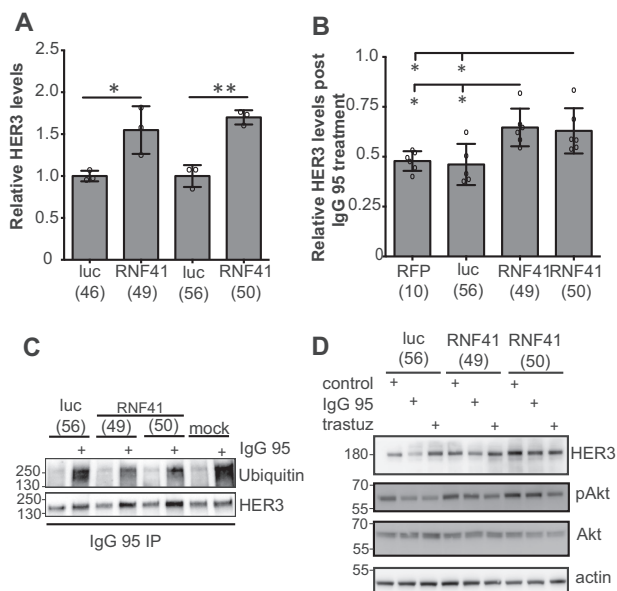 A
Relative HER3 levels
2.0
1.5
1.0
0.5
0.0
*
**
luc
(46)
RNF41
(49)
luc
(56)
RNF41
(50)
B
Relative HER3 levels post
IgG 95 treatment
1.0
0.75
0.5
0.25
0
* *
* *
RFP
(10)
luc
(56)
RNF41
(49)
RNF41
(50)
C
luc
(56)
RNF41
(49) (50) mock
+ + + + IgG 95
250
130
Ubiquitin
250
130
HER3
IgG 95 IP
D
luc
(56)
RNF41
(49)
RNF41
(50)
control + + +
IgG 95 + + +
trastuz + + +
180 HER3
70
55
pAkt
70
55
Akt
55
actin